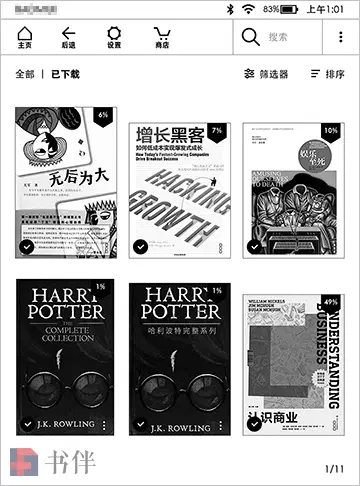 83% 上午1:01
主页 后退 设置 商店 搜索
全部 | 已下载 筛选器 排序
6%
无后为大
7%
增长黑客
如何低成本实现爆发式成长
How Today's Fastest-Growing Companies
Drive Breakout Success
HACKING
GROWTH
10%
娱乐至死
AMUSING
OURSELVES
TO DEATH
1%
HARRY
POTTER
THE
COMPLETE
COLLECTION
J.K. ROWLING
1%
HARRY
POTTER
哈利波特完整系列
J.K. ROWLING
49%
WILLIAM NICKELS
JIM MCHUGH
SUSAN MCHUGH
UNDERSTANDING
BUSINESS
认识商业
书伴
1/11